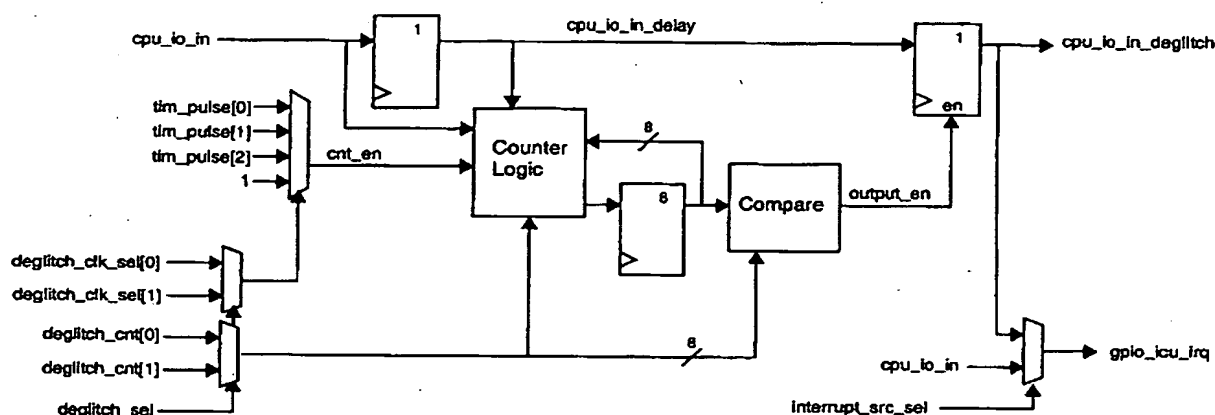 cpu_io_in
1
cpu_io_in_delay
1
cpu_io_in_deglitch
tim_pulse[0]
tim_pulse[1]
tim_pulse[2]
1
cnt_en
Counter
Logic
8
8
Compare
output_en
en
deglitch_clk_sel[0]
deglitch_clk_sel[1]
deglitch_cnt[0]
deglitch_cnt[1]
deglitch_sel
8
cpu_io_in
gpio_icu_irq
interrupt_src_sel